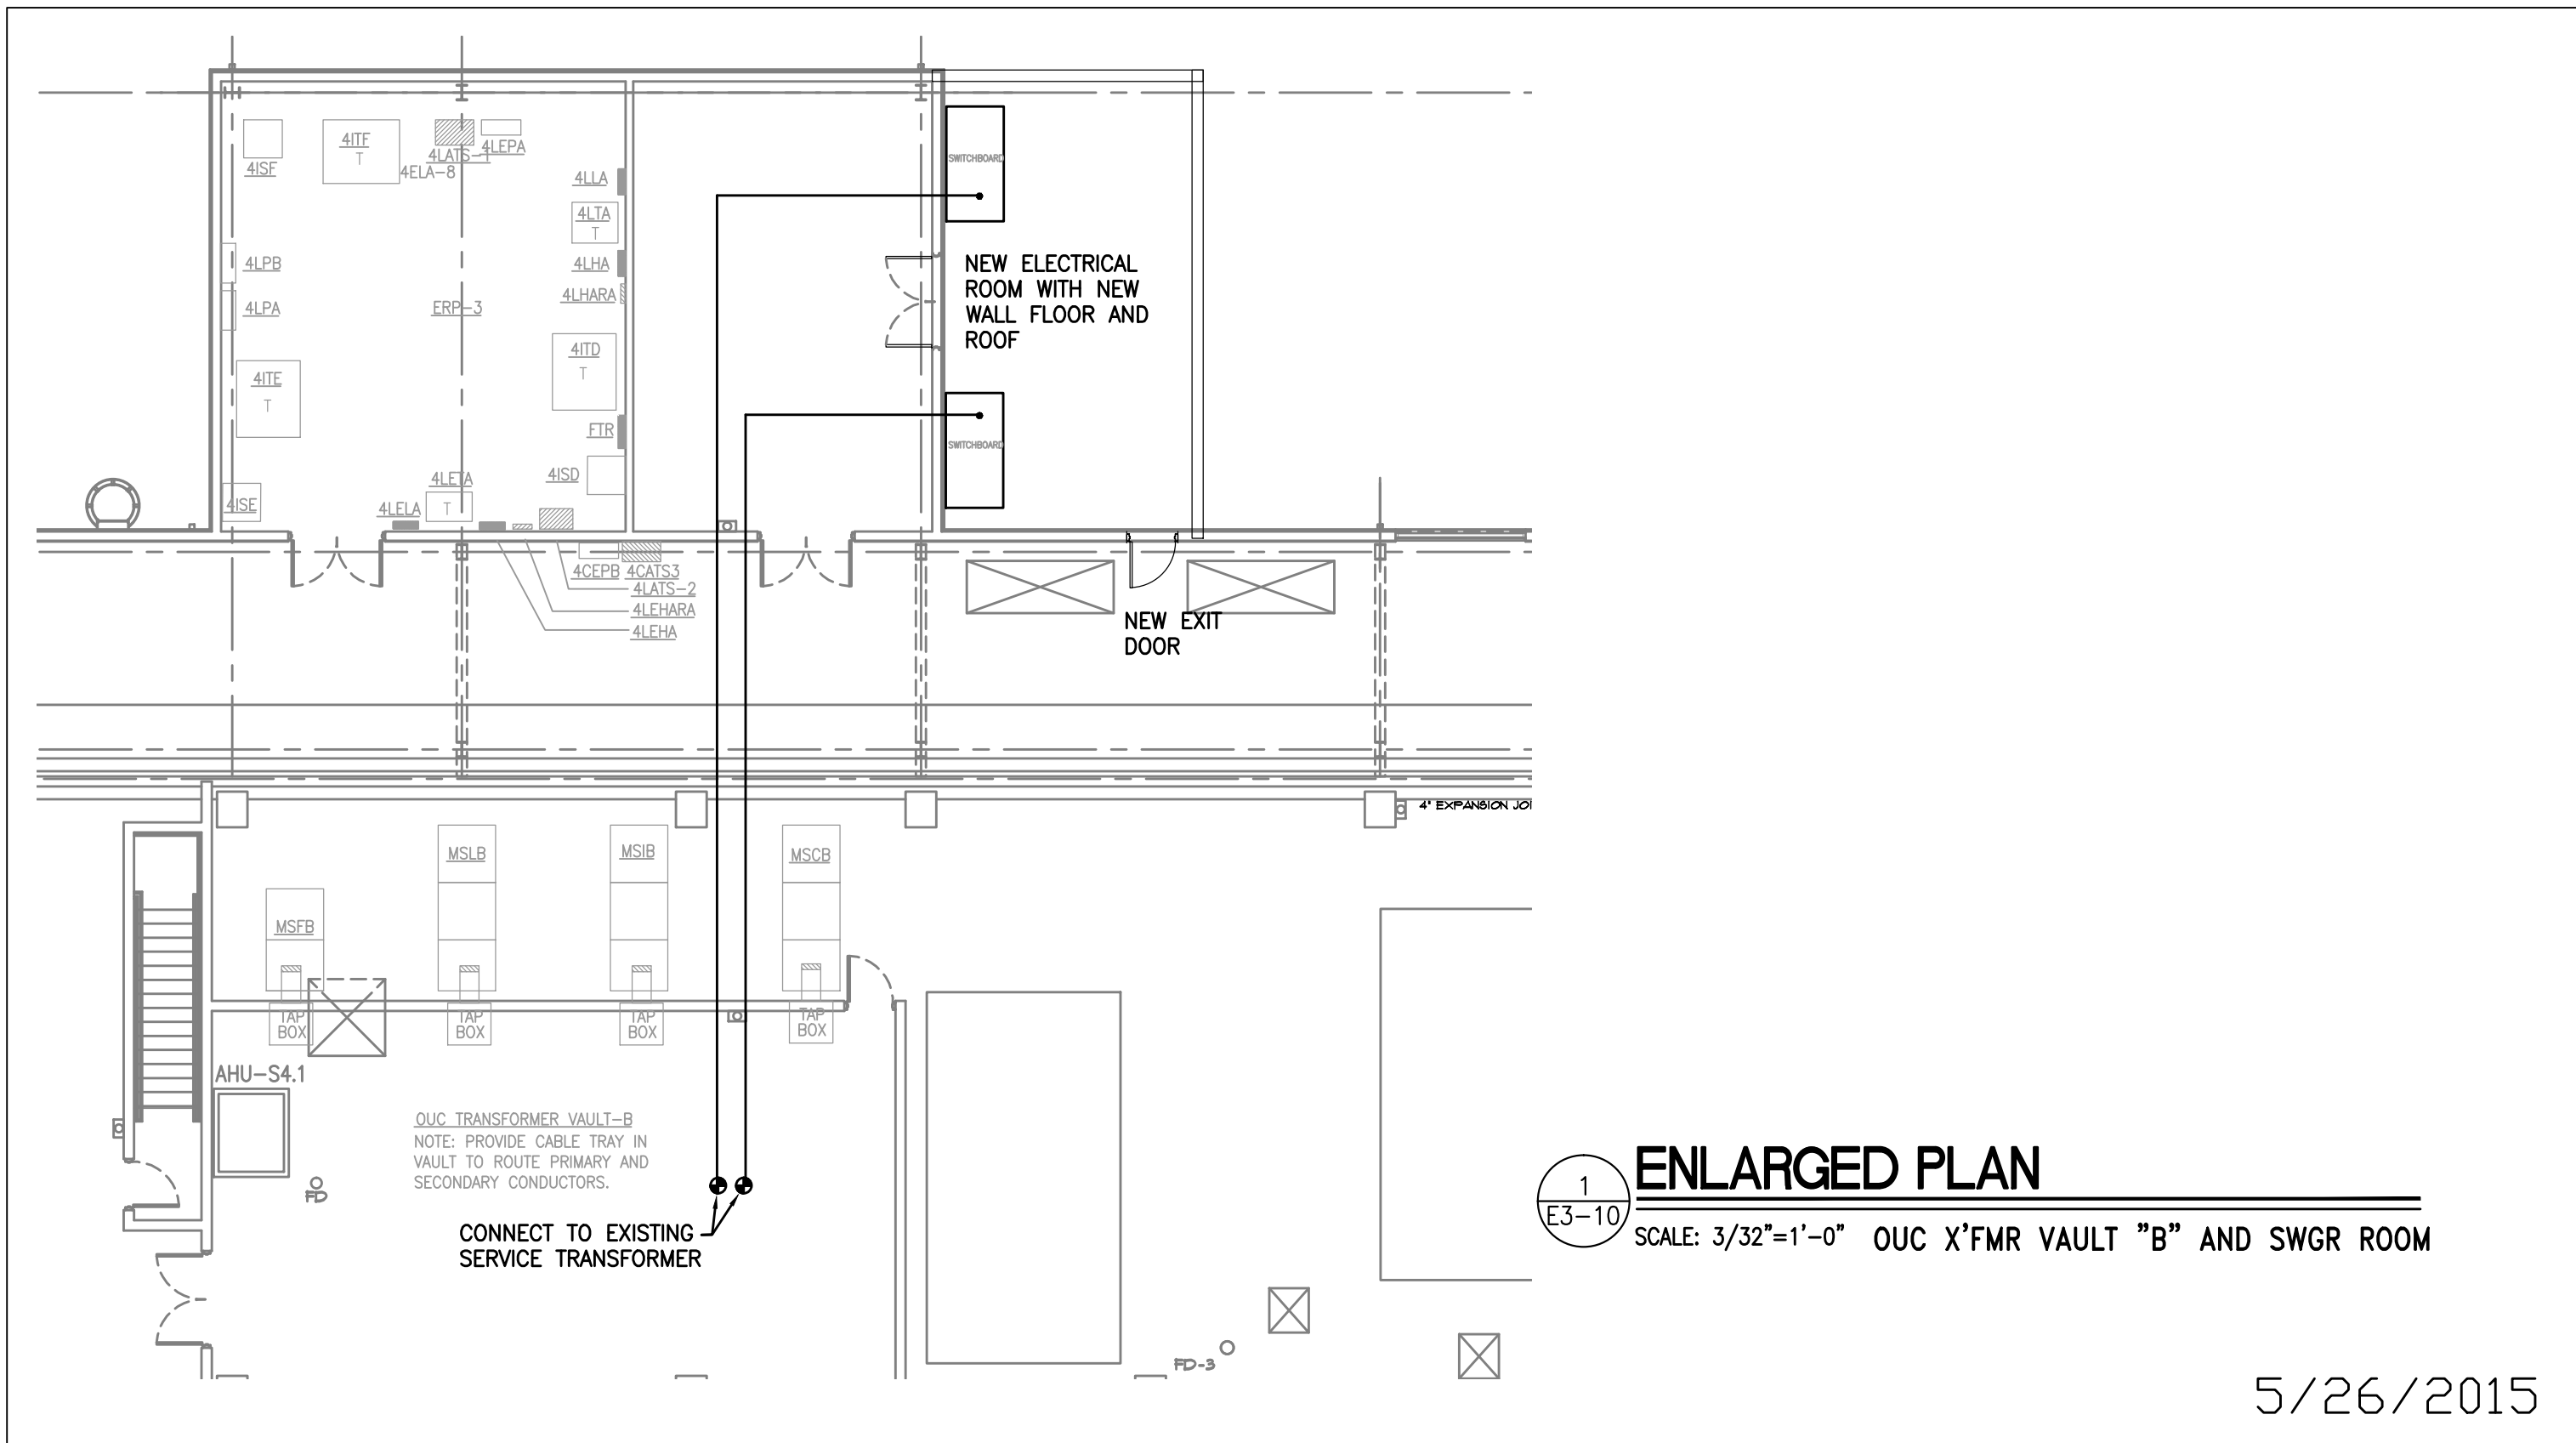 4ISF
4ITF
T
4ELA-8
4LATS-1
4LEPA
4LLA
4LTA
T
4LHA
4LHARA
4LPB
4LPA
ERP-3
4ITE
T
4ITD
T
FTR
4ISD
4ISE
4LETA
T
4LELA
4CEPB 4CATS3
4LATS-2
4LEHARA
4LEHA
SWITCHBOARD
NEW ELECTRICAL
ROOM WITH NEW
WALL FLOOR AND
ROOF
SWITCHBOARD
NEW EXIT
DOOR
4" EXPANSION JOI
MSFB
MSLB
MSIB
MSCB
TAP
BOX
TAP
BOX
TAP
BOX
TAP
BOX
AHU-S4.1
FD
OUC TRANSFORMER VAULT-B
NOTE: PROVIDE CABLE TRAY IN
VAULT TO ROUTE PRIMARY AND
SECONDARY CONDUCTORS.
CONNECT TO EXISTING
SERVICE TRANSFORMER
FD-3
1
E3-10
ENLARGED PLAN
SCALE: 3/32"=1'-0" OUC X'FMR VAULT "B" AND SWGR ROOM
5/26/2015